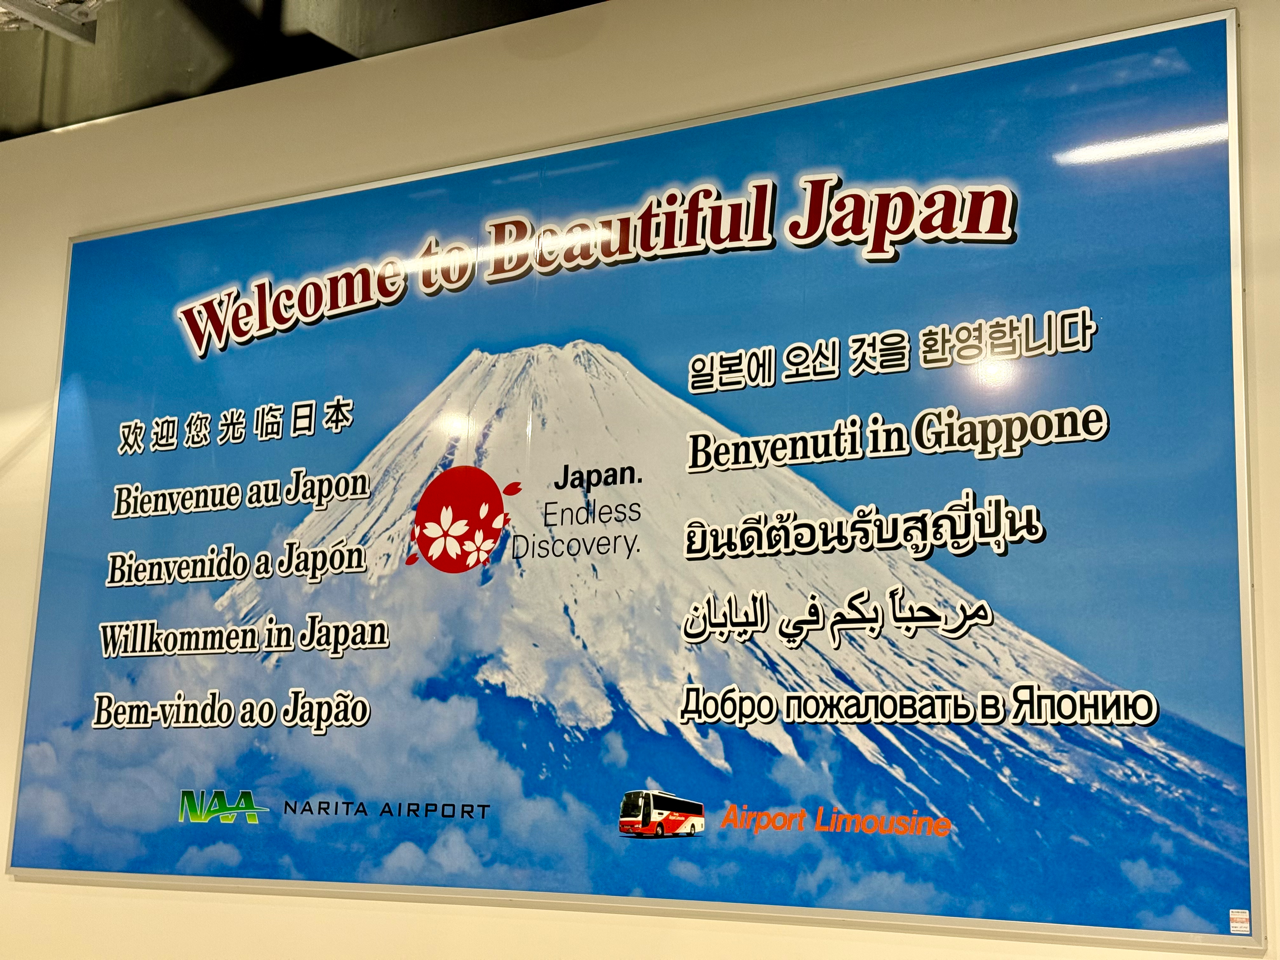 Welcome to Beautiful Japan
欢迎您光临日本
Bienvenue au Japon
Bienvenido a Japón
Willkommen in Japan
Bem-vindo ao Japão
Japan.
Endless
Discovery.
일본에 오신 것을 환영합니다
Benvenuti in Giappone
ยินดีต้อนรับสู่ญี่ปุ่น
مرحباً بكم في اليابان
Добро пожаловать в Японию
NAA NARITA AIRPORT
Airport Limousine